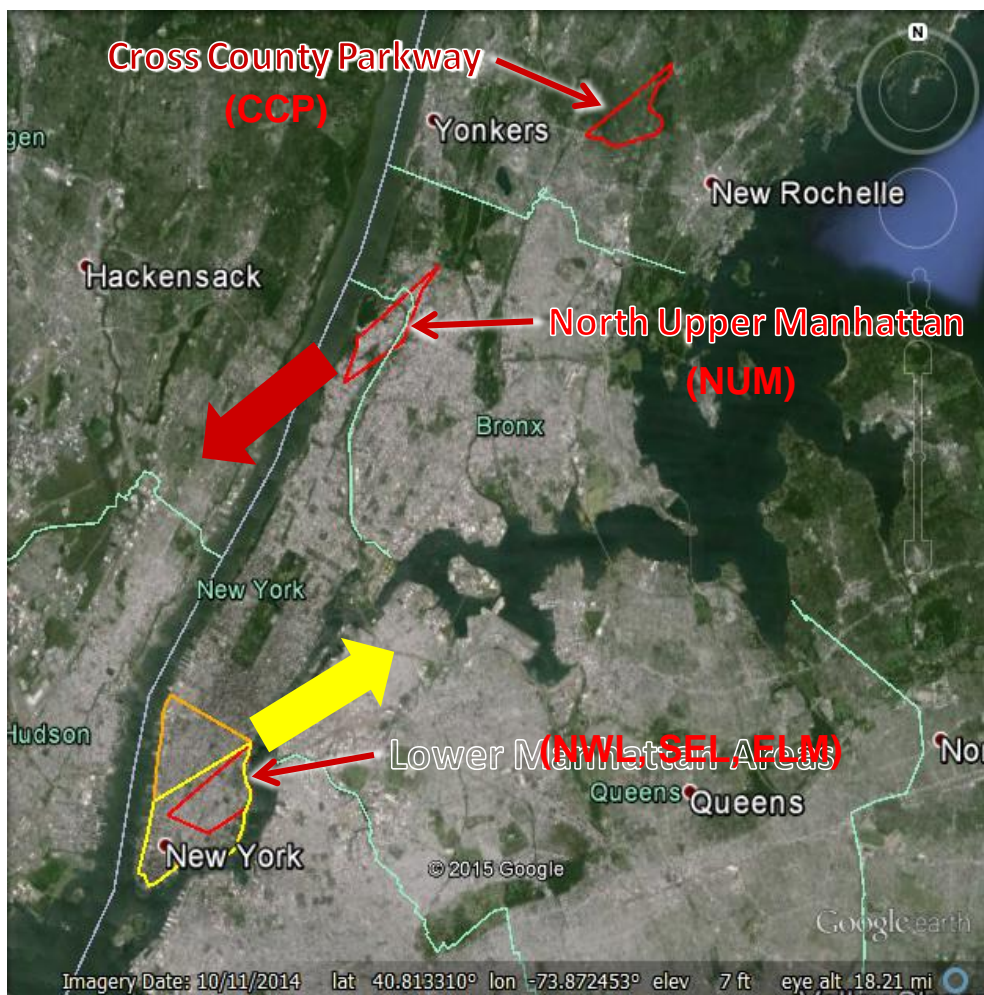 N
Cross County Parkway
(CCP)
gen
Yonkers
New Rochelle
Hackensack
North Upper Manhattan
(NUM)
Bronx
New York
Hudson
Lower Manhattan Areas
(NWL, SEL, ELM)
No
Queens
Queens
New York
© 2015 Google
Google earth
Imagery Date: 10/11/2014 lat 40.813310° lon -73.872453° elev 7 ft eye alt 18.21 mi